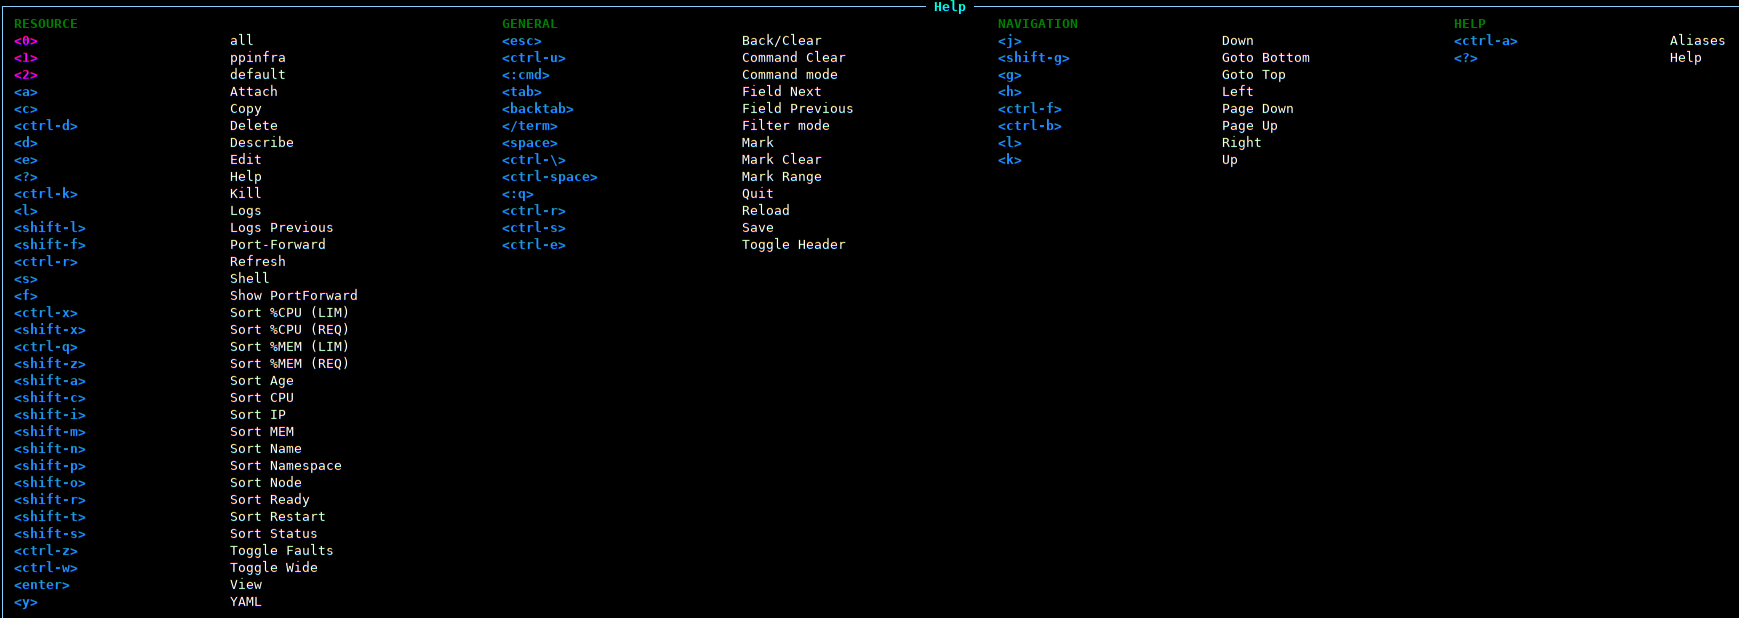 Help
RESOURCE GENERAL NAVIGATION HELP
<0> all <esc> Back/Clear <j> Down <ctrl-a> Aliases
<1> ppinfra <ctrl-u> Command Clear <shift-g> Goto Bottom <?> Help
<2> default <:cmd> Command mode <g> Goto Top
<a> Attach <tab> Field Next <h> Left
<c> Copy <backtab> Field Previous <ctrl-f> Page Down
<ctrl-d> Delete </term> Filter mode <ctrl-b> Page Up
<d> Describe <space> Mark <l> Right
<e> Edit <ctrl-\> Mark Clear <k> Up
<?> Help <ctrl-space> Mark Range
<ctrl-k> Kill <:q> Quit
<l> Logs <ctrl-r> Reload
<shift-l> Logs Previous <ctrl-s> Save
<shift-f> Port-Forward <ctrl-e> Toggle Header
<ctrl-r> Refresh
<s> Shell
<f> Show PortForward
<ctrl-x> Sort %CPU (LIM)
<shift-x> Sort %CPU (REQ)
<ctrl-q> Sort %MEM (LIM)
<shift-z> Sort %MEM (REQ)
<shift-a> Sort Age
<shift-c> Sort CPU
<shift-i> Sort IP
<shift-m> Sort MEM
<shift-n> Sort Name
<shift-p> Sort Namespace
<shift-o> Sort Node
<shift-r> Sort Ready
<shift-t> Sort Restart
<shift-s> Sort Status
<ctrl-z> Toggle Faults
<ctrl-w> Toggle Wide
<enter> View
<y> YAML